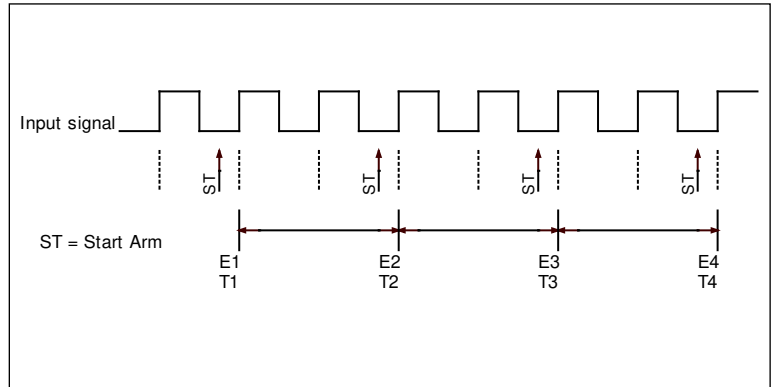 Input signal
ST ST ST ST
ST = Start Arm
E1 E2 E3 E4
T1 T2 T3 T4